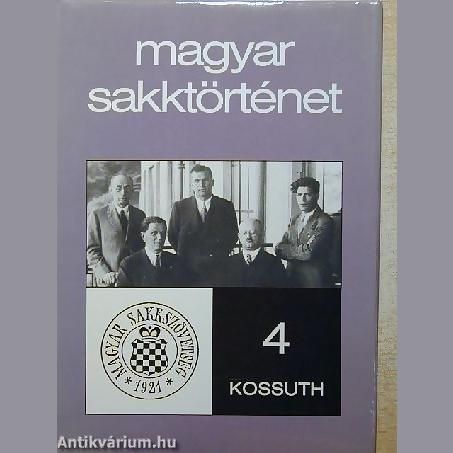 magyar
sakktörténet
MAGYAR SAKKSZÖVETSÉG
1921
4
KOSSUTH
Antikvárium.hu